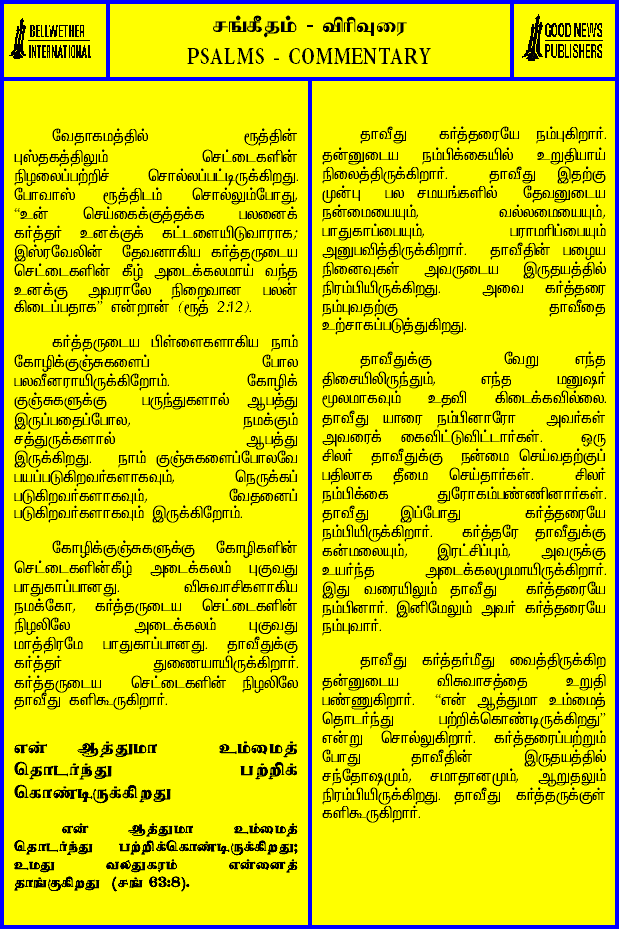 BELLWETHER
INTERNATIONAL
சங்கீதம் - விரிவுரை
PSALMS - COMMENTARY
GOOD NEWS
PUBLISHERS
வேதாகமத்தில் ரூத்தின்
புஸ்தகத்திலும் செட்டைகளின்
நிழலைப்பற்றிச் சொல்லப்பட்டிருக்கிறது.
போவாஸ் ரூத்திடம் சொல்லும்போது,
“உன் செய்கைக்குத்தக்க பலனைக்
கர்த்தர் உனக்குக் கட்டளையிடுவாராக;
இஸ்ரவேலின் தேவனாகிய கர்த்தருடைய
செட்டைகளின் கீழ் அடைக்கலமாய் வந்த
உனக்கு அவராலே நிறைவான பலன்
கிடைப்பதாக” என்றான் (ரூத் 2:12).
கர்த்தருடைய பிள்ளைகளாகிய நாம்
கோழிக்குஞ்சுகளைப் போல
பலவீனராயிருக்கிறோம். கோழிக்
குஞ்சுகளுக்கு பருந்துகளால் ஆபத்து
இருப்பதைப்போல, நமக்கும்
சத்துருக்களால் ஆபத்து
இருக்கிறது. நாம் குஞ்சுகளைப்போலவே
பயப்படுகிறவர்களாகவும், நெருக்கப்
படுகிறவர்களாகவும், வேதனைப்
படுகிறவர்களாகவும் இருக்கிறோம்.
கோழிக்குஞ்சுகளுக்கு கோழிகளின்
செட்டைகளின்கீழ் அடைக்கலம் புகுவது
பாதுகாப்பானது. விசுவாசிகளாகிய
நமக்கோ, கர்த்தருடைய செட்டைகளின்
நிழலிலே அடைக்கலம் புகுவது
மாத்திரமே பாதுகாப்பானது. தாவீதுக்கு
கர்த்தர் துணையாயிருக்கிறார்.
கர்த்தருடைய செட்டைகளின் நிழலிலே
தாவீது களிகூருகிறார்.
என் ஆத்துமா உம்மைத்
தொடர்ந்து பற்றிக்
கொண்டிருக்கிறது
என் ஆத்துமா உம்மைத்
தொடர்ந்து பற்றிக்கொண்டிருக்கிறது;
உமது வலதுகரம் என்னைத்
தாங்குகிறது (சங் 63:8).
தாவீது கர்த்தரையே நம்புகிறார்.
தன்னுடைய நம்பிக்கையில் உறுதியாய்
நிலைத்திருக்கிறார். தாவீது இதற்கு
முன்பு பல சமயங்களில் தேவனுடைய
நன்மையையும், வல்லமையையும்,
பாதுகாப்பையும், பராமரிப்பையும்
அனுபவித்திருக்கிறார். தாவீதின் பழைய
நினைவுகள் அவருடைய இருதயத்தில்
நிரம்பியிருக்கிறது. அவை கர்த்தரை
நம்புவதற்கு தாவீதை
உற்சாகப்படுத்துகிறது.
தாவீதுக்கு வேறு எந்த
திசையிலிருந்தும், எந்த மனுஷர்
மூலமாகவும் உதவி கிடைக்கவில்லை.
தாவீது யாரை நம்பினாரோ அவர்கள்
அவரைக் கைவிட்டுவிட்டார்கள். ஒரு
சிலர் தாவீதுக்கு நன்மை செய்வதற்குப்
பதிலாக தீமை செய்தார்கள். சிலர்
நம்பிக்கை துரோகம்பண்ணினார்கள்.
தாவீது இப்போது கர்த்தரையே
நம்பியிருக்கிறார். கர்த்தரே தாவீதுக்கு
கன்மலையும், இரட்சிப்பும், அவருக்கு
உயர்ந்த அடைக்கலமுமாயிருக்கிறார்.
இது வரையிலும் தாவீது கர்த்தரையே
நம்பினார். இனிமேலும் அவர் கர்த்தரையே
நம்புவார்.
தாவீது கர்த்தர்மீது வைத்திருக்கிற
தன்னுடைய விசுவாசத்தை உறுதி
பண்ணுகிறார். “என் ஆத்துமா உம்மைத்
தொடர்ந்து பற்றிக்கொண்டிருக்கிறது”
என்று சொல்லுகிறார். கர்த்தரைப்பற்றும்
போது தாவீதின் இருதயத்தில்
சந்தோஷமும், சமாதானமும், ஆறுதலும்
நிரம்பியிருக்கிறது. தாவீது கர்த்தருக்குள்
களிகூருகிறார்.